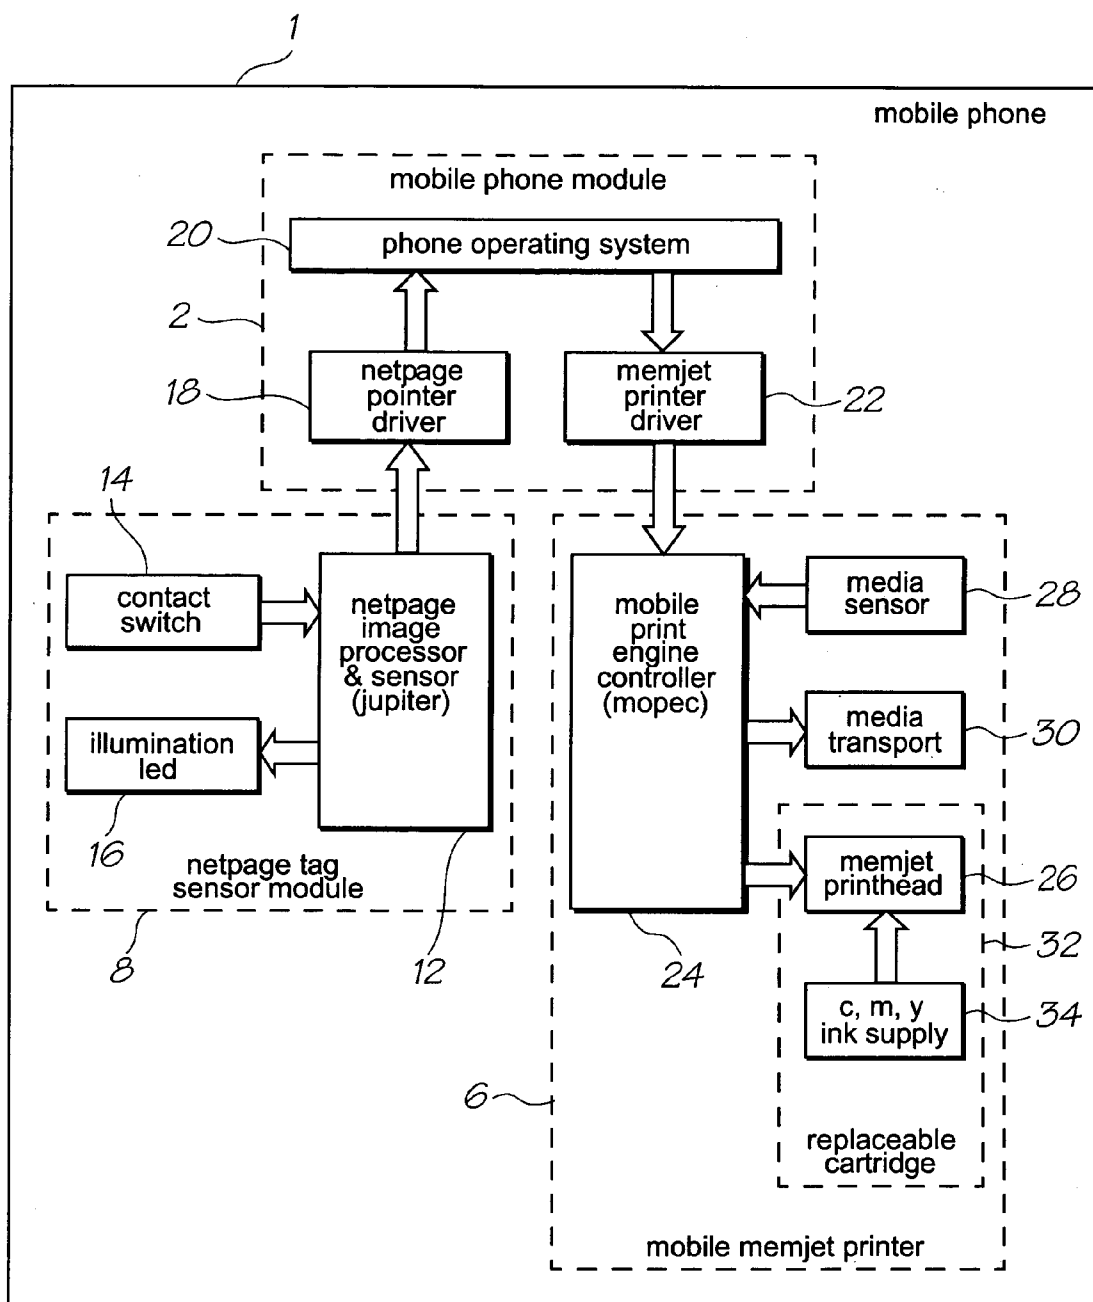 1
mobile phone
mobile phone module
20
phone operating system
2
18
netpage
pointer
driver
memjet
printer
driver
22
14
contact
switch
netpage
image
processor
& sensor
(jupiter)
mobile
print
engine
controller
(mopec)
media
sensor
28
illumination
led
media
transport
30
16
netpage tag
sensor module
memjet
printhead
26
8
12
24
32
c, m, y
ink supply
34
6
replaceable
cartridge
mobile memjet printer